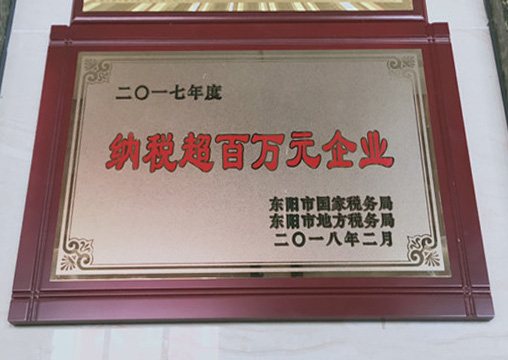 二〇一七年度
纳税超百万元企业
东阳市国家税务局
东阳市地方税务局
二〇一八年二月